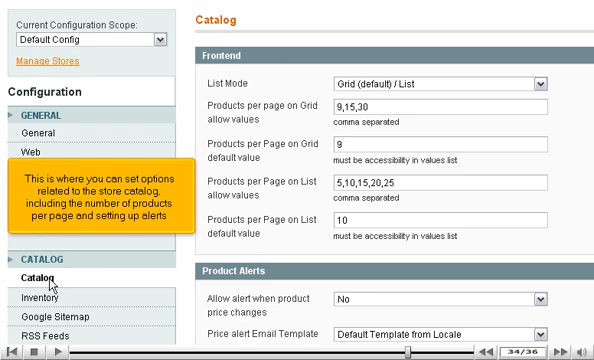 Current Configuration Scope:
Default Config
Manage Stores
Configuration
GENERAL
General
Web
This is where you can set options
related to the store catalog,
including the number of products
per page and setting up alerts
CATALOG
Catalog
Inventory
Google Sitemap
RSS Feeds
Catalog
Frontend
List Mode
Grid (default) / List
Products per page on Grid
allow values
9,15,30
comma separated
Products per Page on Grid
default value
9
must be accessibility in values list
Products per Page on List
allow values
5,10,15,20,25
comma separated
Products per Page on List
default value
10
must be accessibility in values list
Product Alerts
Allow alert when product
price changes
No
Price alert Email Template
Default Template from Locale
34/36